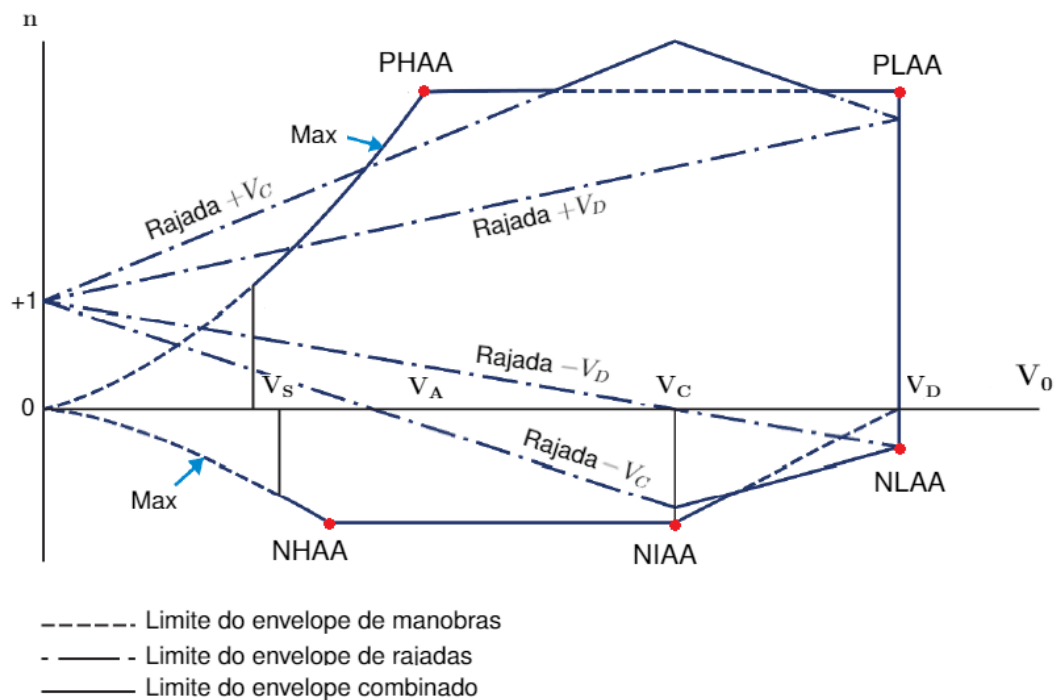 n
PHAA
PLAA
Max
Rajada +V_C
Rajada +V_D
+1
Rajada −V_D
V_S
V_A
V_C
V_D
V_0
0
Rajada −V_C
Max
NLAA
NHAA
NIAA
Limite do envelope de manobras
Limite do envelope de rajadas
Limite do envelope combinado